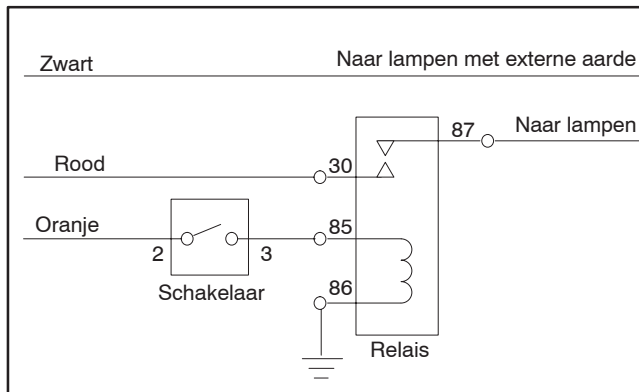 Zwart
Naar lampen met externe aarde
87
Naar lampen
Rood
30
Oranje
85
2
3
Schakelaar
86
Relais